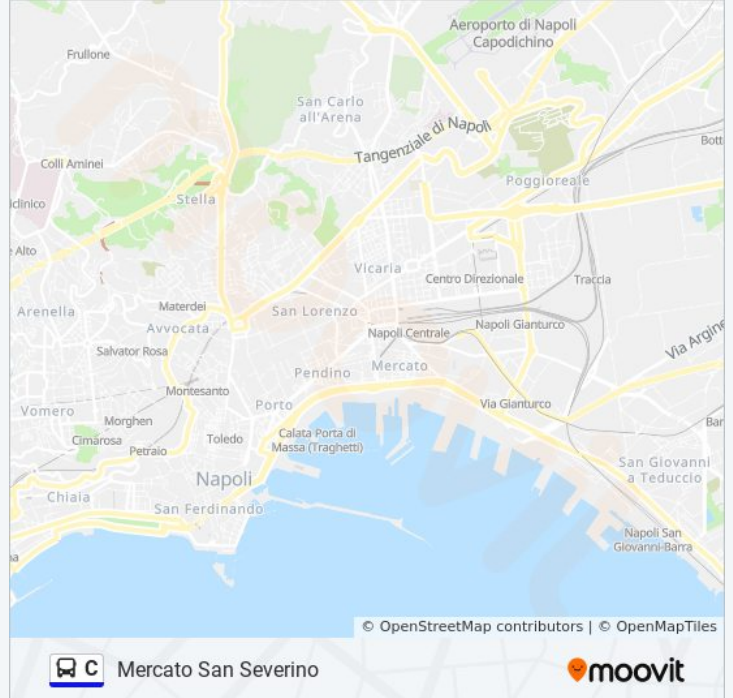 Aeroporto di Napoli
Capodichino
Frullone
San Carlo
all'Arena
Tangenziale di Napoli
Bott
Colli Aminei
Poggioreale
Stella
iclinico
Alto
Vicaria
Centro Direzionale
Traccia
Arenella
Materdei
San Lorenzo
Avvocata
Napoli Centrale
Napoli Gianturco
Salvator Rosa
Via Argine
Pendino
Mercato
Montesanto
Vomero
Porto
Via Gianturco
Morghen
Bar
Cimarosa
Toledo
Calata Porta di
Massa (Traghetti)
Petraio
San Giovanni
a Teduccio
Napoli
Chiaia
San Ferdinando
Napoli San
Giovanni-Barra
a
© OpenStreetMap contributors | © OpenMapTiles
C Mercato San Severino
moovit